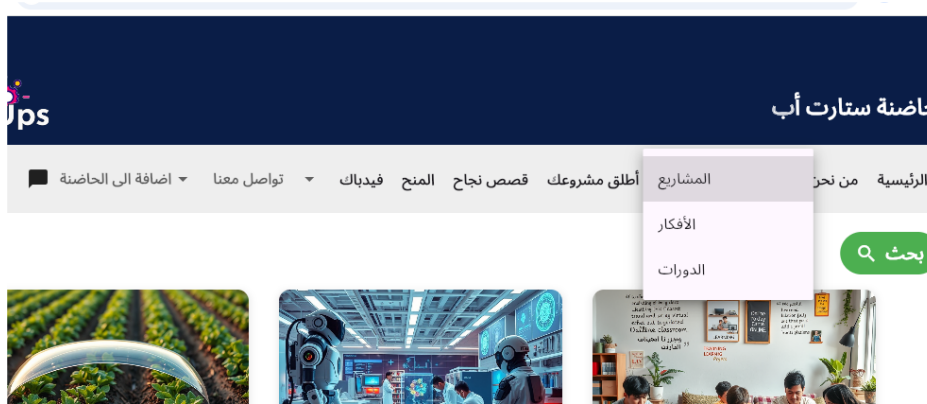 حاضنة ستارت أب
Ups
الرئيسية من نحن أطلق مشروعك قصص نجاح المنح فيدباك تواصل معنا اضافة الى الحاضنة
المشاريع
الأفكار
الدورات
بحث